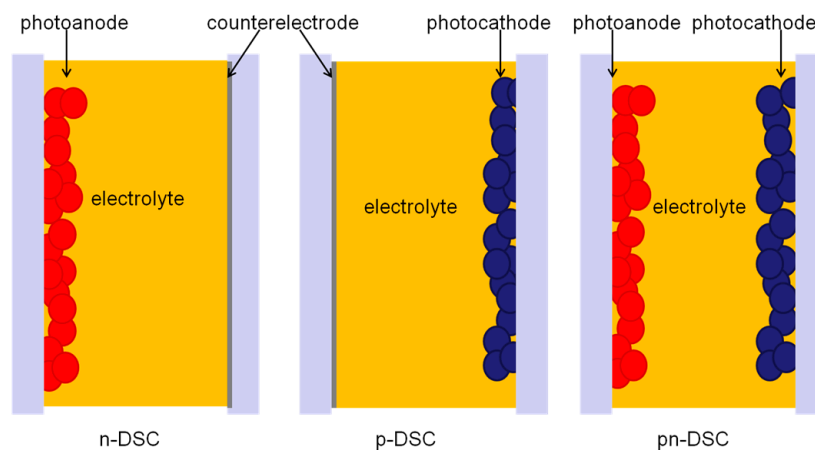 photoanode
counterelectrode
photocathode
photoanode
photocathode
electrolyte
electrolyte
electrolyte
n-DSC
p-DSC
pn-DSC